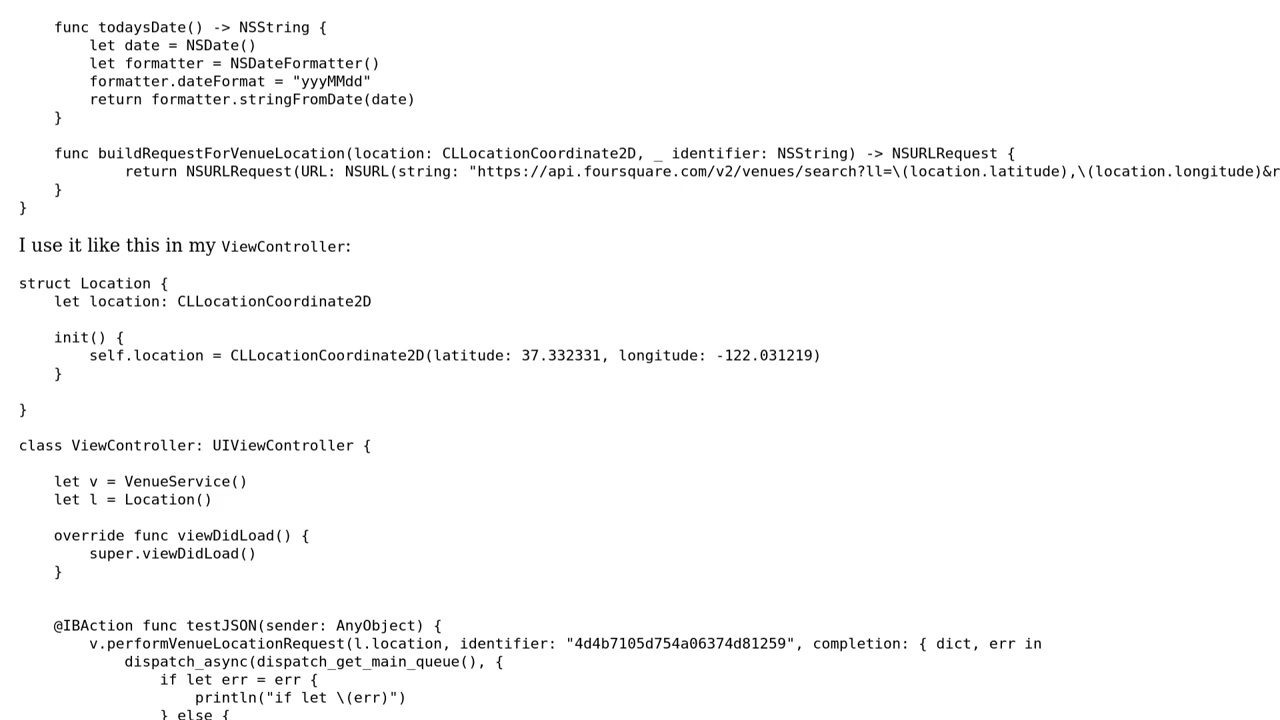 func todaysDate() -> NSString {
        let date = NSDate()
        let formatter = NSDateFormatter()
        formatter.dateFormat = "yyyMMdd"
        return formatter.stringFromDate(date)
    }

    func buildRequestForVenueLocation(location: CLLocationCoordinate2D, _ identifier: NSString) -> NSURLRequest {
            return NSURLRequest(URL: NSURL(string: "https://api.foursquare.com/v2/venues/search?ll=\(location.latitude),\(location.longitude)&r
    }
}
I use it like this in my ViewController:
struct Location {
    let location: CLLocationCoordinate2D

    init() {
        self.location = CLLocationCoordinate2D(latitude: 37.332331, longitude: -122.031219)
    }

}

class ViewController: UIViewController {

    let v = VenueService()
    let l = Location()

    override func viewDidLoad() {
        super.viewDidLoad()
    }


    @IBAction func testJSON(sender: AnyObject) {
        v.performVenueLocationRequest(l.location, identifier: "4d4b7105d754a06374d81259", completion: { dict, err in
            dispatch_async(dispatch_get_main_queue(), {
                if let err = err {
                    println("if let \(err)")
                } else {